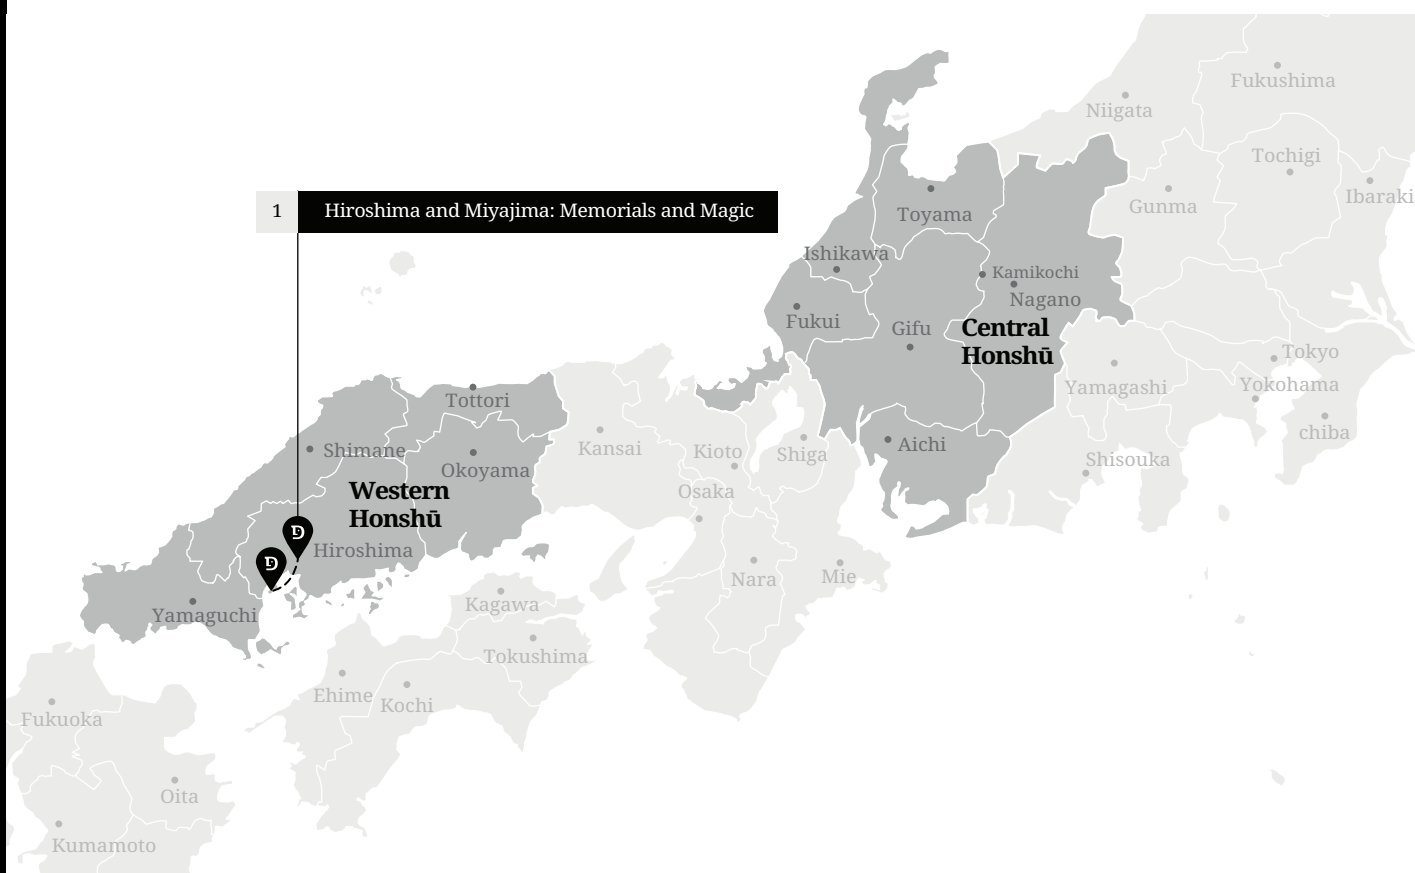 Fukushima
Niigata
Tochigi
Ibaraki
Gunma
Toyama
1 Hiroshima and Miyajima: Memorials and Magic
Ishikawa
Kamikochi
Nagano
Fukui
Gifu
Central
Honshū
Tokyo
Yokohama
Yamagashi
chiba
Tottori
Shimane
Okoyama
Kansai
Kioto
Shiga
Aichi
Shisouka
Osaka
Western
Honshū
D
Hiroshima
D
Nara
Mie
Yamaguchi
Kagawa
Tokushima
Ehime
Kochi
Fukuoka
Oita
Kumamoto